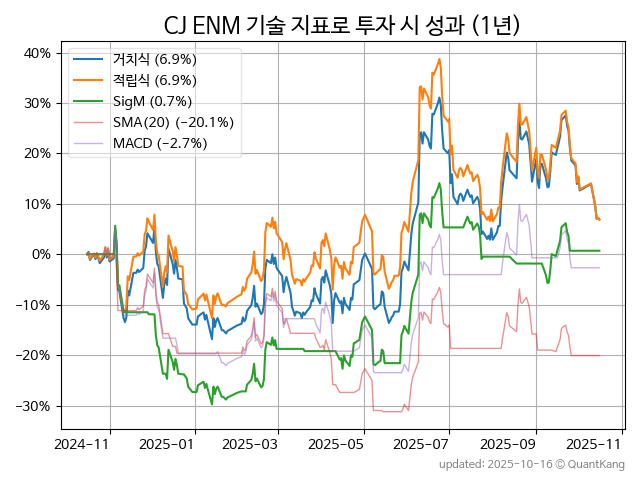 CJ ENM 기술 지표로 투자 시 성과 (1년)
거치식 (6.9%)
적립식 (6.9%)
SigM (0.7%)
SMA(20) (−20.1%)
MACD (−2.7%)
40%
30%
20%
10%
0%
−10%
−20%
−30%
2024-11 2025-01 2025-03 2025-05 2025-07 2025-09 2025-11
updated: 2025-10-16 © QuantKang